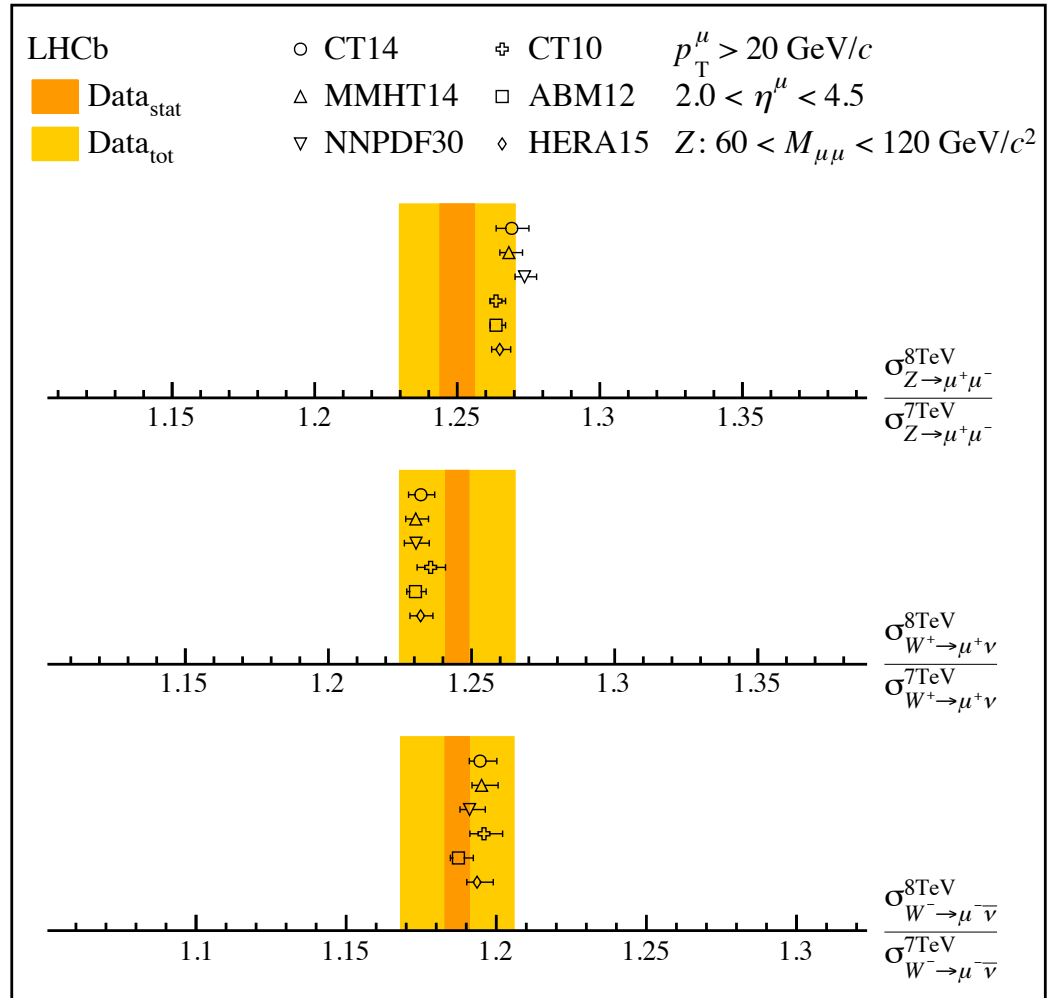 LHCb ○ CT14 ✚ CT10 p_T^μ > 20 GeV/c
Data_stat △ MMHT14 □ ABM12 2.0 < η^μ < 4.5
Data_tot ▽ NNPDF30 ◇ HERA15 Z: 60 < M_μμ < 120 GeV/c²
1.15 1.2 1.25 1.3 1.35
σ^8TeV_Z→μ⁺μ⁻
σ^7TeV_Z→μ⁺μ⁻
1.15 1.2 1.25 1.3 1.35
σ^8TeV_W⁺→μ⁺ν
σ^7TeV_W⁺→μ⁺ν
1.1 1.15 1.2 1.25 1.3
σ^8TeV_W⁻→μ⁻ν̅
σ^7TeV_W⁻→μ⁻ν̅